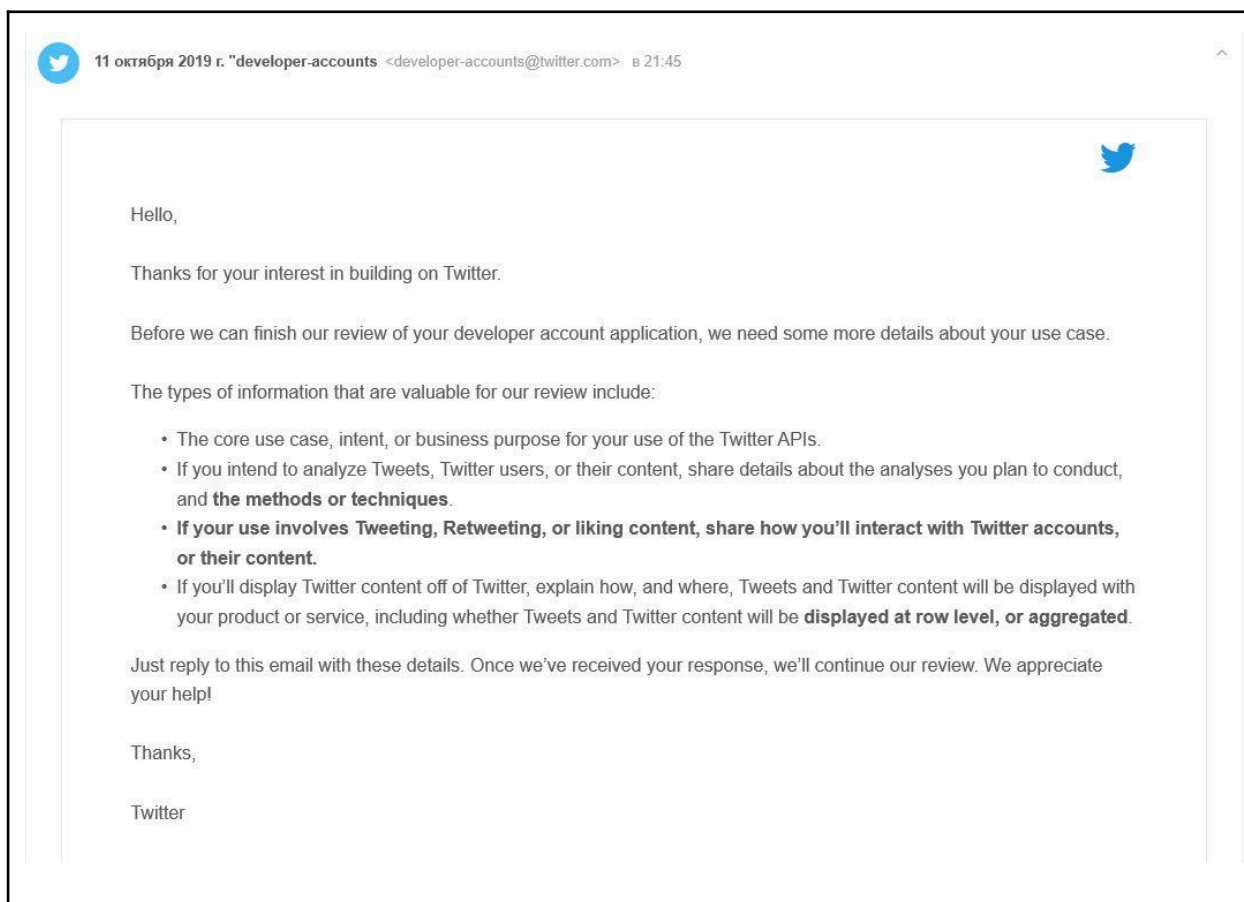 11 октября 2019 г. "developer-accounts <developer-accounts@twitter.com> в 21:45
Hello,
Thanks for your interest in building on Twitter.
Before we can finish our review of your developer account application, we need some more details about your use case.
The types of information that are valuable for our review include:
• The core use case, intent, or business purpose for your use of the Twitter APIs.
• If you intend to analyze Tweets, Twitter users, or their content, share details about the analyses you plan to conduct,
and the methods or techniques.
• If your use involves Tweeting, Retweeting, or liking content, share how you’ll interact with Twitter accounts,
or their content.
• If you’ll display Twitter content off of Twitter, explain how, and where, Tweets and Twitter content will be displayed with
your product or service, including whether Tweets and Twitter content will be displayed at row level, or aggregated.
Just reply to this email with these details. Once we’ve received your response, we’ll continue our review. We appreciate
your help!
Thanks,
Twitter